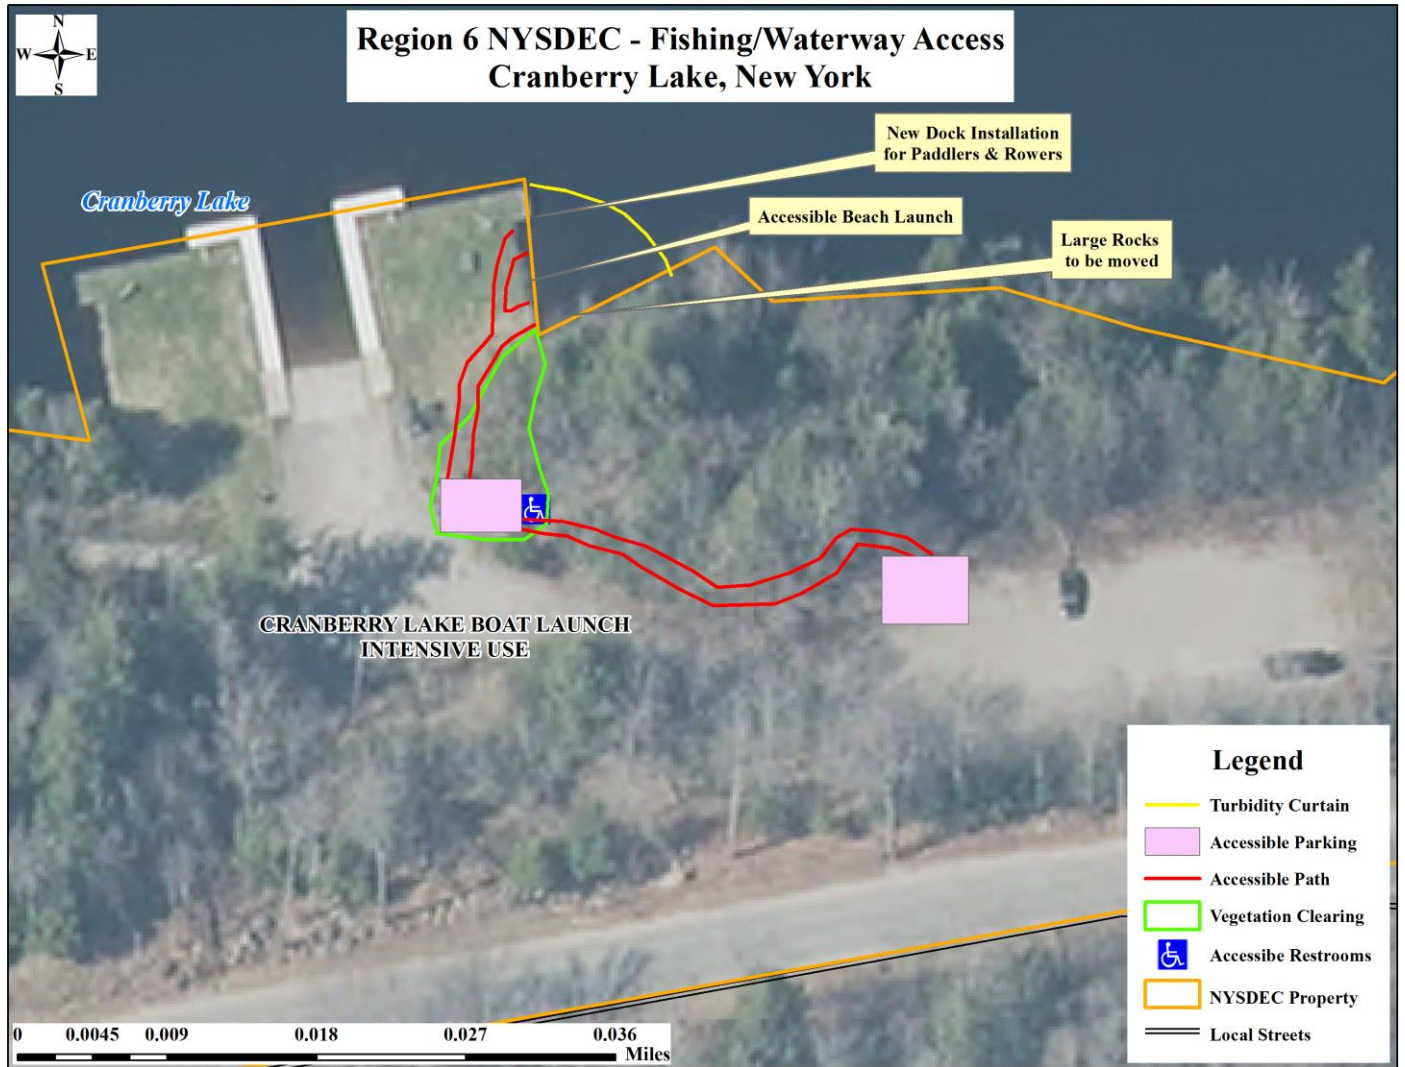 N
W E
S
Region 6 NYSDEC - Fishing/Waterway Access
Cranberry Lake, New York
New Dock Installation
for Paddlers & Rowers
Cranberry Lake
Accessible Beach Launch
Large Rocks
to be moved
CRANBERRY LAKE BOAT LAUNCH
INTENSIVE USE
Legend
Turbidity Curtain
Accessible Parking
Accessible Path
Vegetation Clearing
Accessibe Restrooms
NYSDEC Property
Local Streets
0 0.0045 0.009 0.018 0.027 0.036
Miles